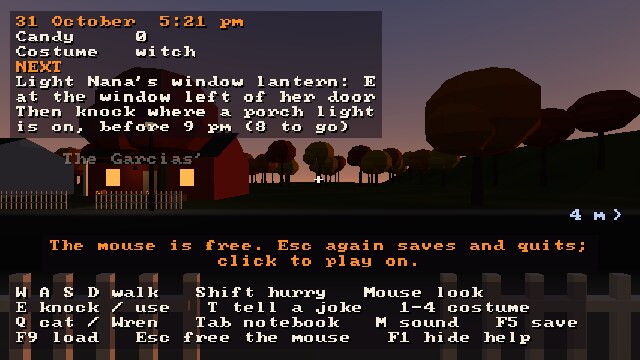 31 October  5:21 pm
Candy    0
Costume  witch
NEXT
Light Nana's window lantern: E
at the window left of her door
Then knock where a porch light
is on, before 9 pm (8 to go)
The Garcias'
4 m >
The mouse is free. Esc again saves and quits;
click to play on.
W A S D walk   Shift hurry   Mouse look
E knock / use   T tell a joke   1-4 costume
Q cat / Wren   Tab notebook   M sound   F5 save
F9 load   Esc free the mouse   F1 hide help